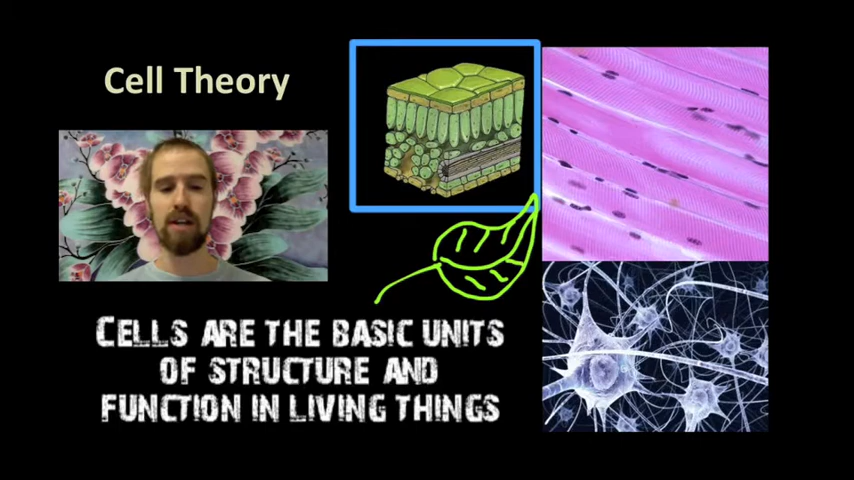 Cell Theory
CELLS ARE THE BASIC UNITS
OF STRUCTURE AND
FUNCTION IN LIVING THINGS